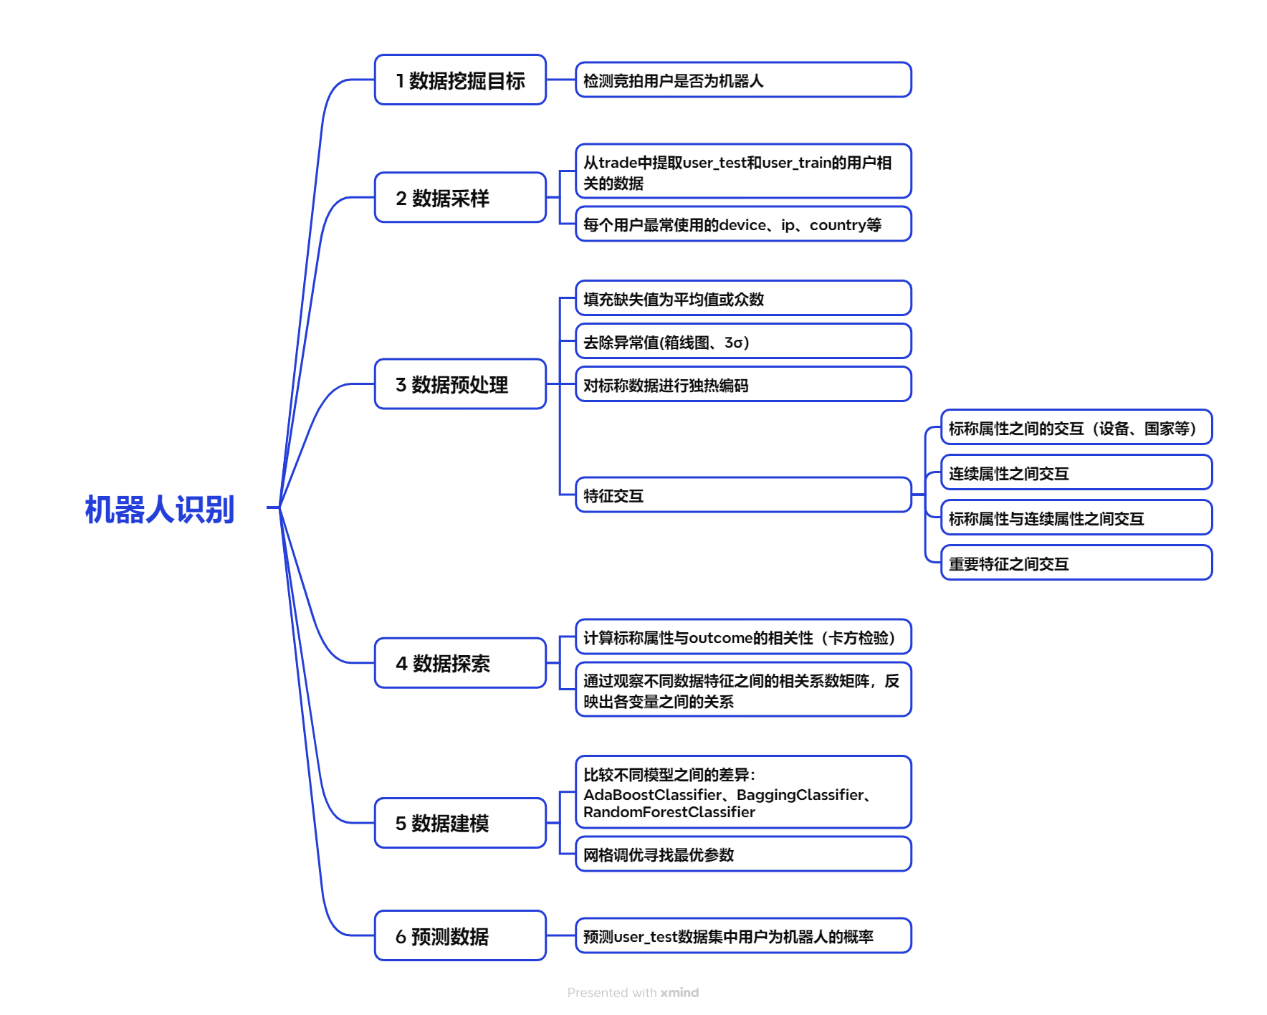 机器人识别
1 数据挖掘目标
检测竞拍用户是否为机器人
2 数据采样
从trade中提取user_test和user_train的用户相
关的数据
每个用户最常使用的device、ip、country等
3 数据预处理
填充缺失值为平均值或众数
去除异常值(箱线图、3σ）
对标称数据进行独热编码
特征交互
标称属性之间的交互（设备、国家等）
连续属性之间交互
标称属性与连续属性之间交互
重要特征之间交互
4 数据探索
计算标称属性与outcome的相关性（卡方检验）
通过观察不同数据特征之间的相关系数矩阵，反
映出各变量之间的关系
5 数据建模
比较不同模型之间的差异：
AdaBoostClassifier、BaggingClassifier、
RandomForestClassifier
网格调优寻找最优参数
6 预测数据
预测user_test数据集中用户为机器人的概率
Presented with xmind